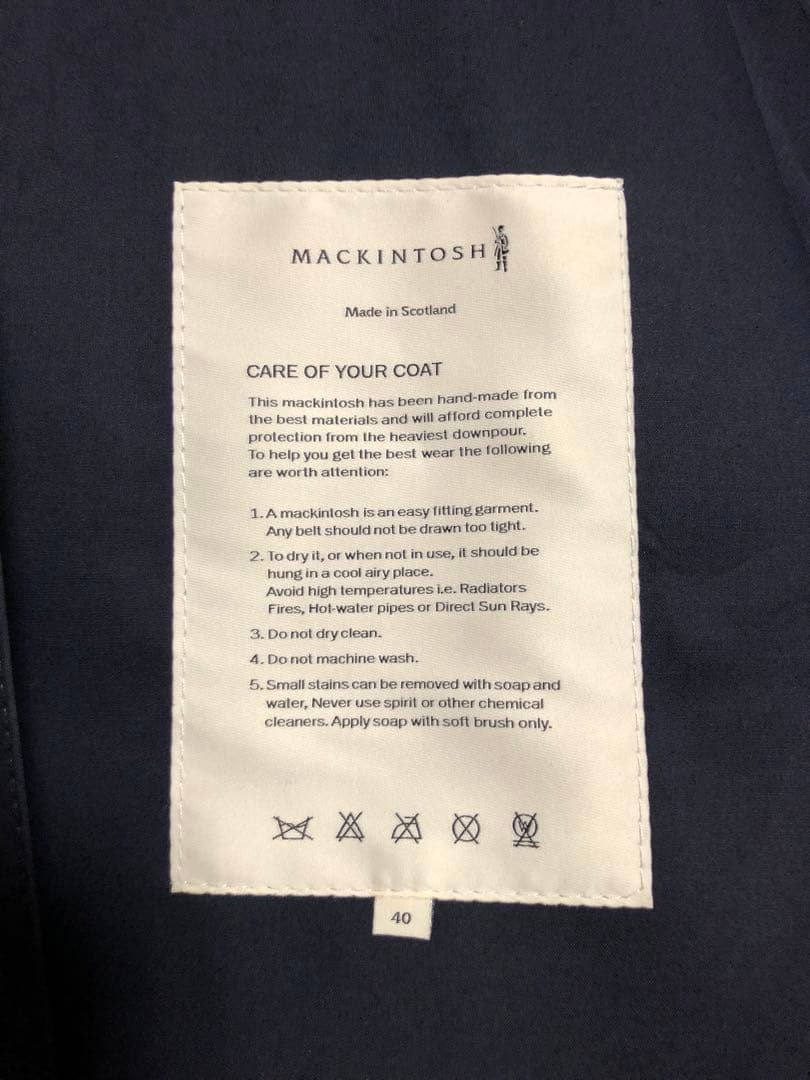 MACKINTOSH
Made in Scotland
CARE OF YOUR COAT
This mackintosh has been hand-made from
the best materials and will afford complete
protection from the heaviest downpour.
To help you get the best wear the following
are worth attention:
1. A mackintosh is an easy fitting garment.
Any belt should not be drawn too tight.
2. To dry it, or when not in use, it should be
hung in a cool airy place.
Avoid high temperatures i.e. Radiators
Fires, Hot-water pipes or Direct Sun Rays.
3. Do not dry clean.
4. Do not machine wash.
5. Small stains can be removed with soap and
water, Never use spirit or other chemical
cleaners. Apply soap with soft brush only.
W
40